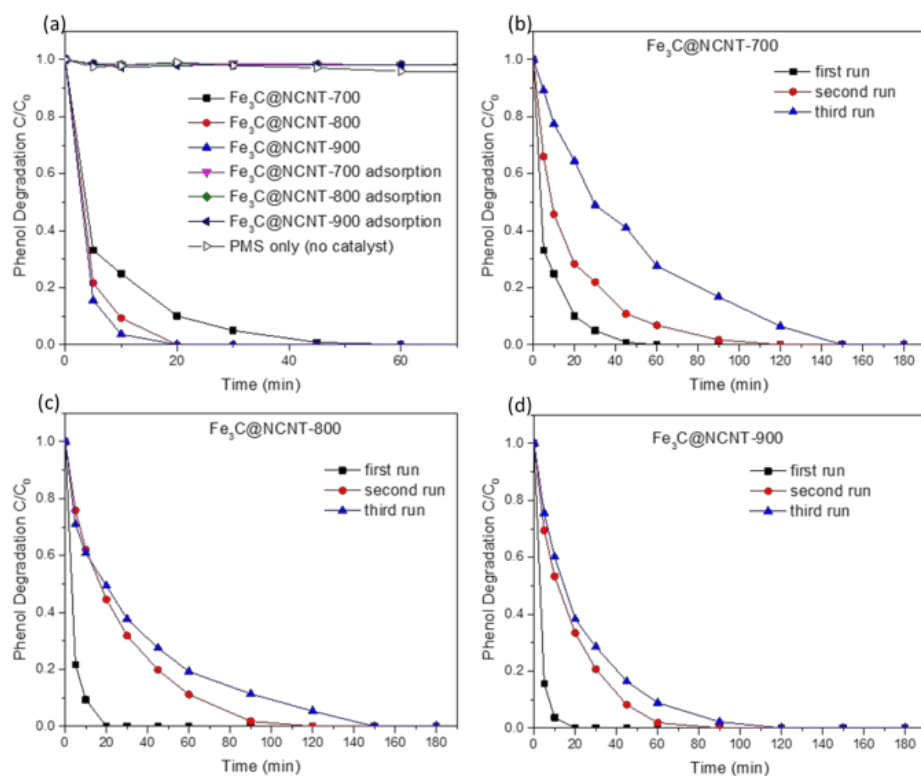 (a)
Phenol Degradation C/C₀
1.0
0.8
0.6
0.4
0.2
0.0
Fe₃C@NCNT-700
Fe₃C@NCNT-800
Fe₃C@NCNT-900
Fe₃C@NCNT-700 adsorption
Fe₃C@NCNT-800 adsorption
Fe₃C@NCNT-900 adsorption
PMS only (no catalyst)
0 20 40 60
Time (min)
(b)
Fe₃C@NCNT-700
Phenol Degradation C/C₀
1.0
0.8
0.6
0.4
0.2
0.0
first run
second run
third run
0 20 40 60 80 100 120 140 160 180
Time (min)
(c)
Fe₃C@NCNT-800
Phenol Degradation C/C₀
1.0
0.8
0.6
0.4
0.2
0.0
first run
second run
third run
0 20 40 60 80 100 120 140 160 180
Time (min)
(d)
Fe₃C@NCNT-900
Phenol Degradation C/C₀
1.0
0.8
0.6
0.4
0.2
0.0
first run
second run
third run
0 20 40 60 80 100 120 140 160 180
Time (min)